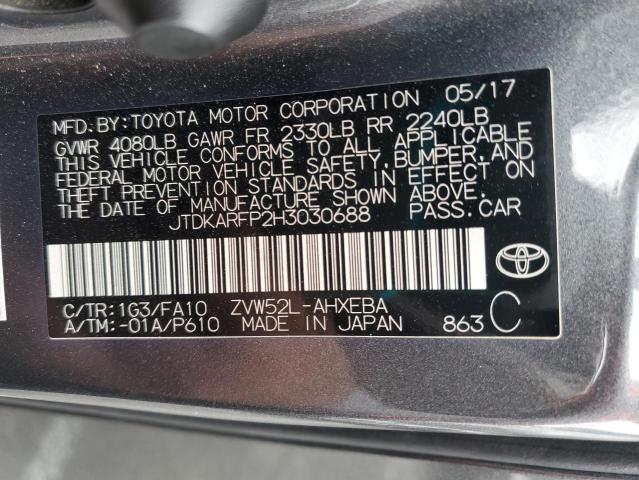 MFD. BY: TOYOTA MOTOR CORPORATION 05/17
GVWR 4080LB GAWR FR 2330LB RR 2240LB
THIS VEHICLE CONFORMS TO ALL APPLICABLE
FEDERAL MOTOR VEHICLE SAFETY, BUMPER, AND
THEFT PREVENTION STANDARDS IN EFFECT ON
THE DATE OF MANUFACTURE SHOWN ABOVE.
JTDKARFP2H3030688 PASS. CAR
C/TR: 1G3/FA10 ZVW52L-AHXEBA
A/TM: -01A/P610 MADE IN JAPAN 863 C